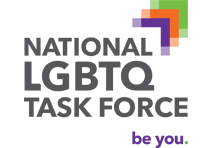 NATIONAL
LGBTQ
TASK FORCE
be you.